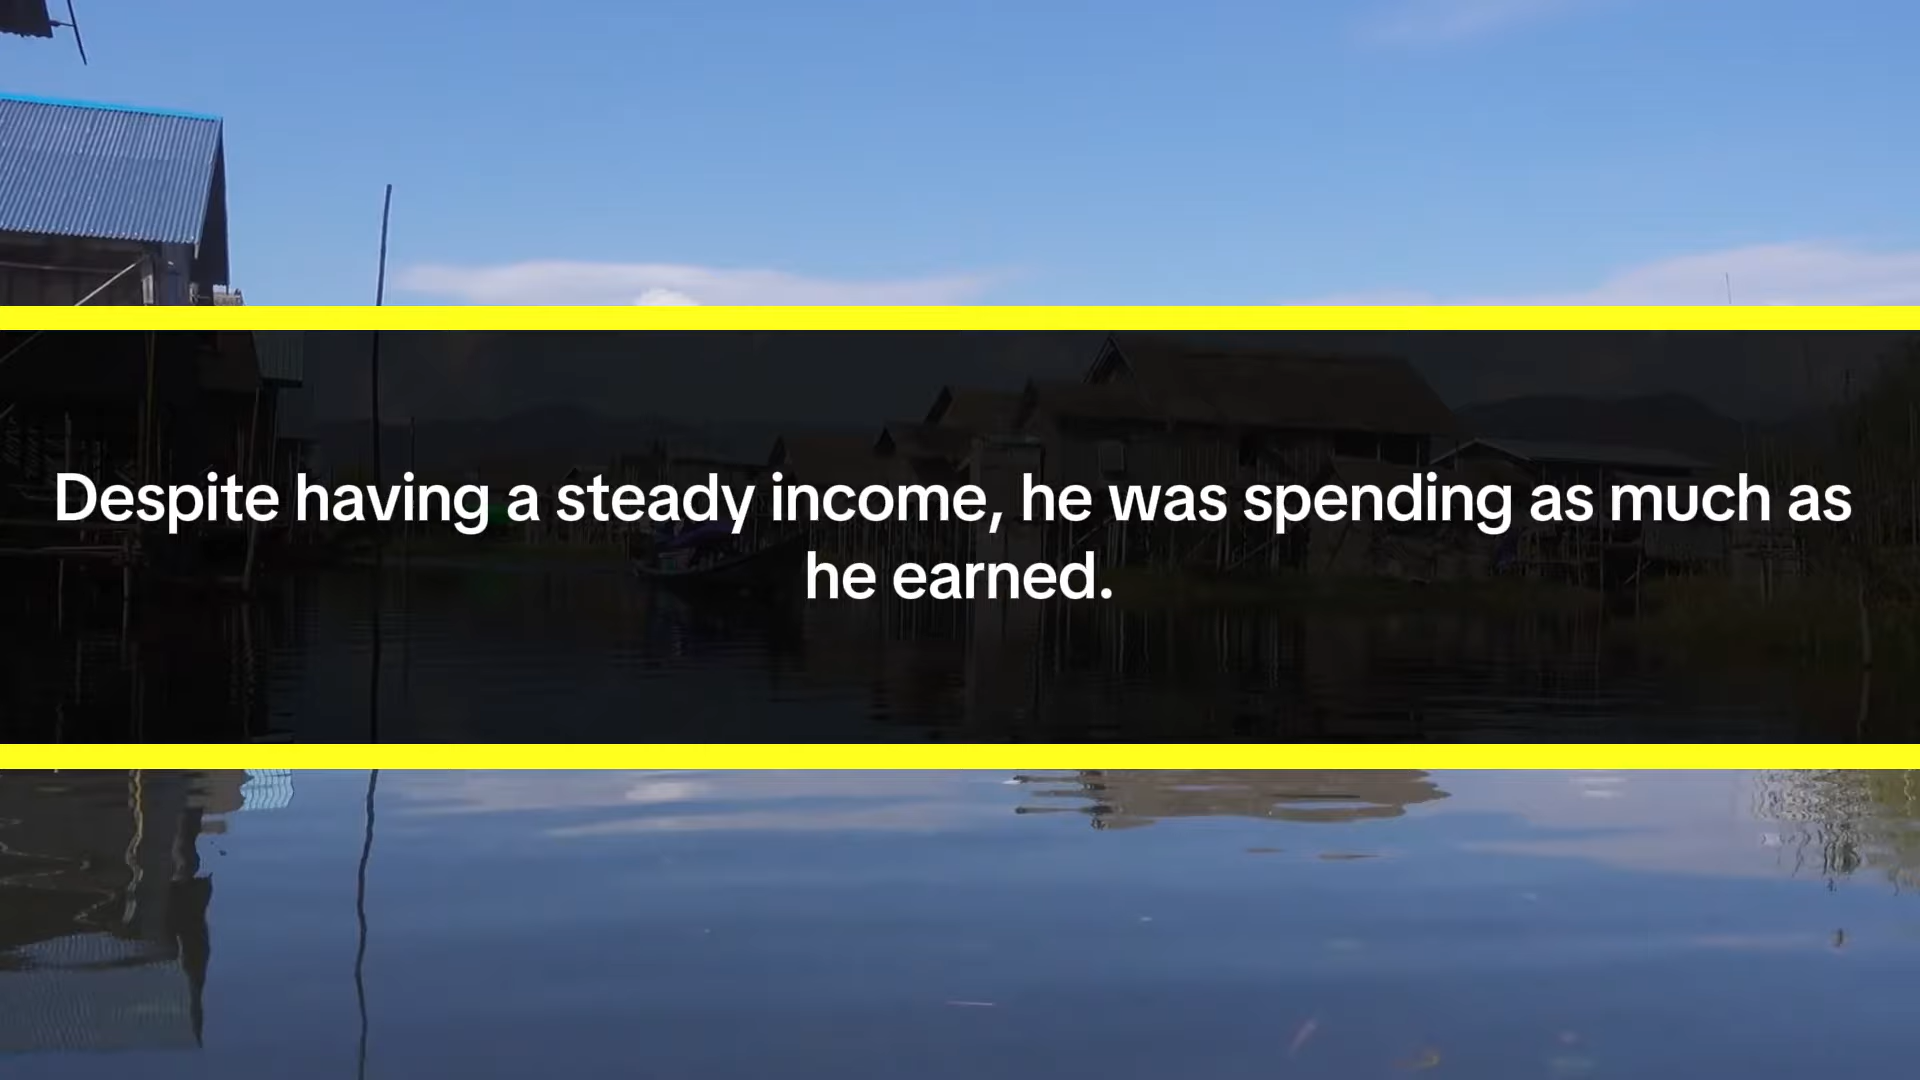 Despite having a steady income, he was spending as much as
he earned.